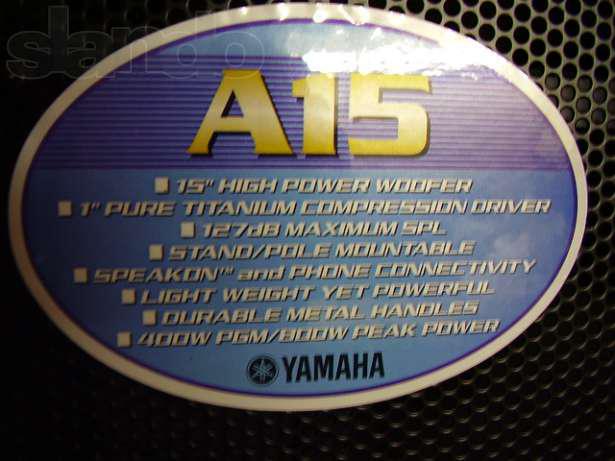 slando
A15
15" HIGH POWER WOOFER
1" PURE TITANIUM COMPRESSION DRIVER
127dB MAXIMUM SPL
STAND/POLE MOUNTABLE
SPEAKON™ and PHONE CONNECTIVITY
LIGHT WEIGHT YET POWERFUL
DURABLE METAL HANDLES
400W PGM/800W PEAK POWER
YAMAHA